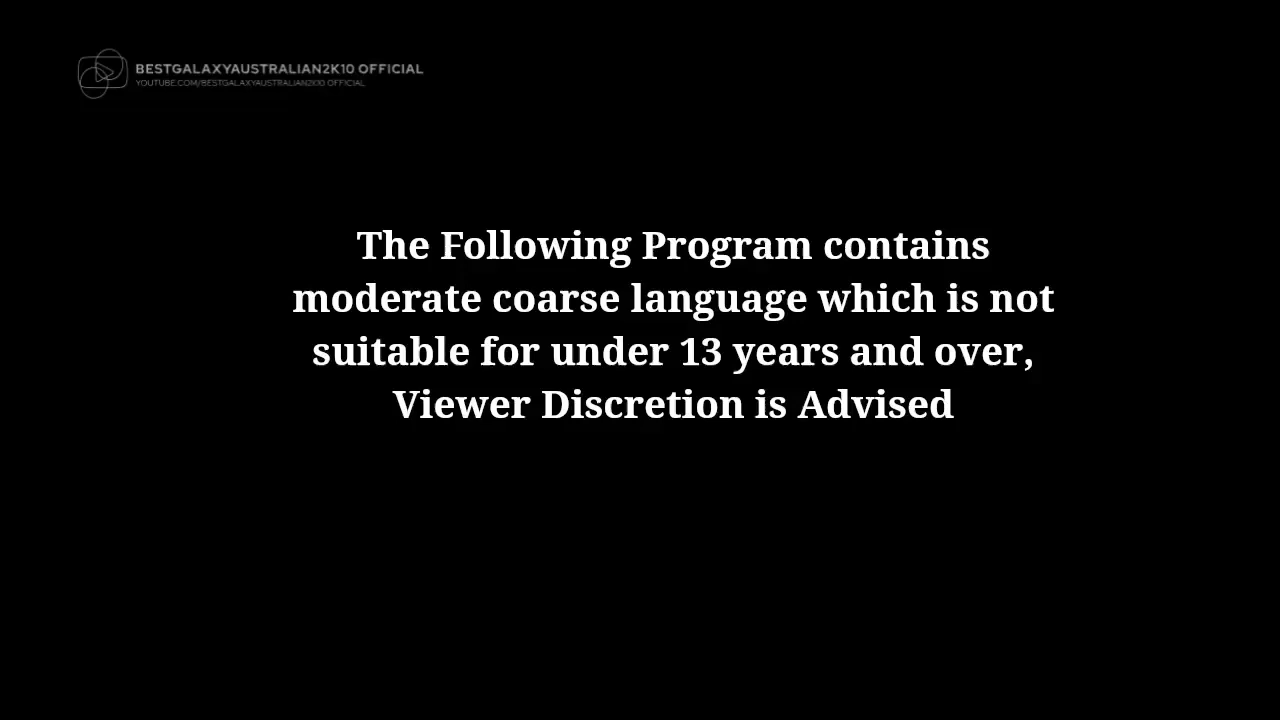 BESTGALAXYAUSTRALIAN2K10 OFFICIAL
YOUTUBE.COM/BESTGALAXYAUSTRALIAN2K10 OFFICIAL
The Following Program contains
moderate coarse language which is not
suitable for under 13 years and over,
Viewer Discretion is Advised